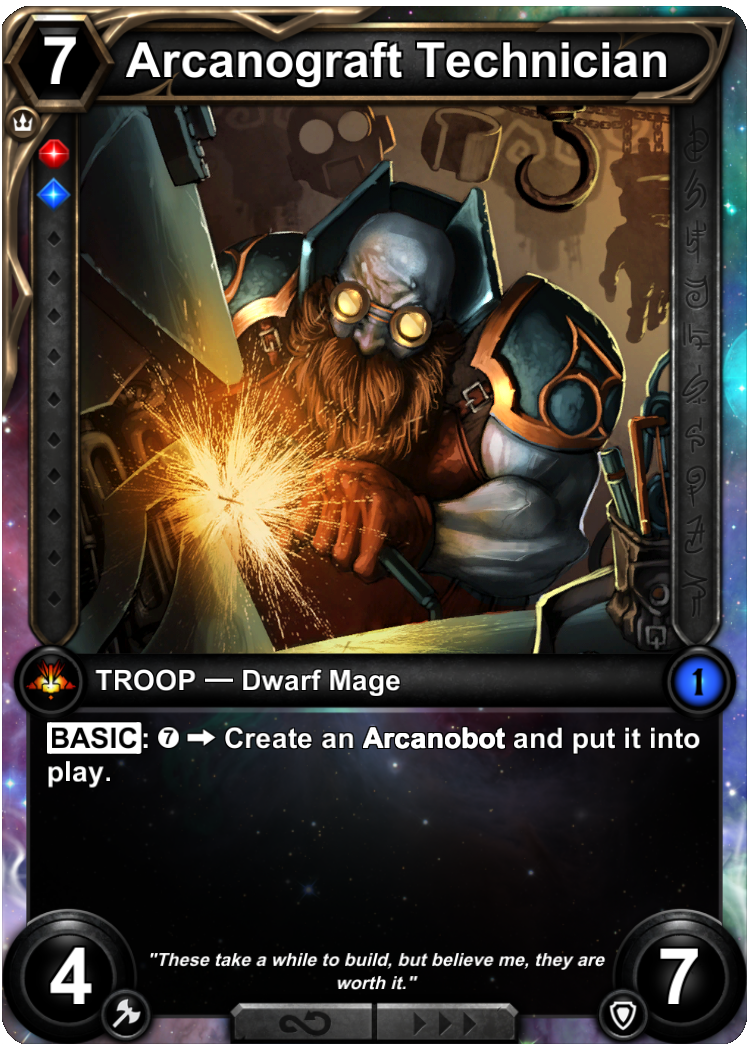 7
Arcanograft Technician
TROOP — Dwarf Mage
1
BASIC: ❼ ➡ Create an Arcanobot and put it into
play.
"These take a while to build, but believe me, they are
worth it."
4
7